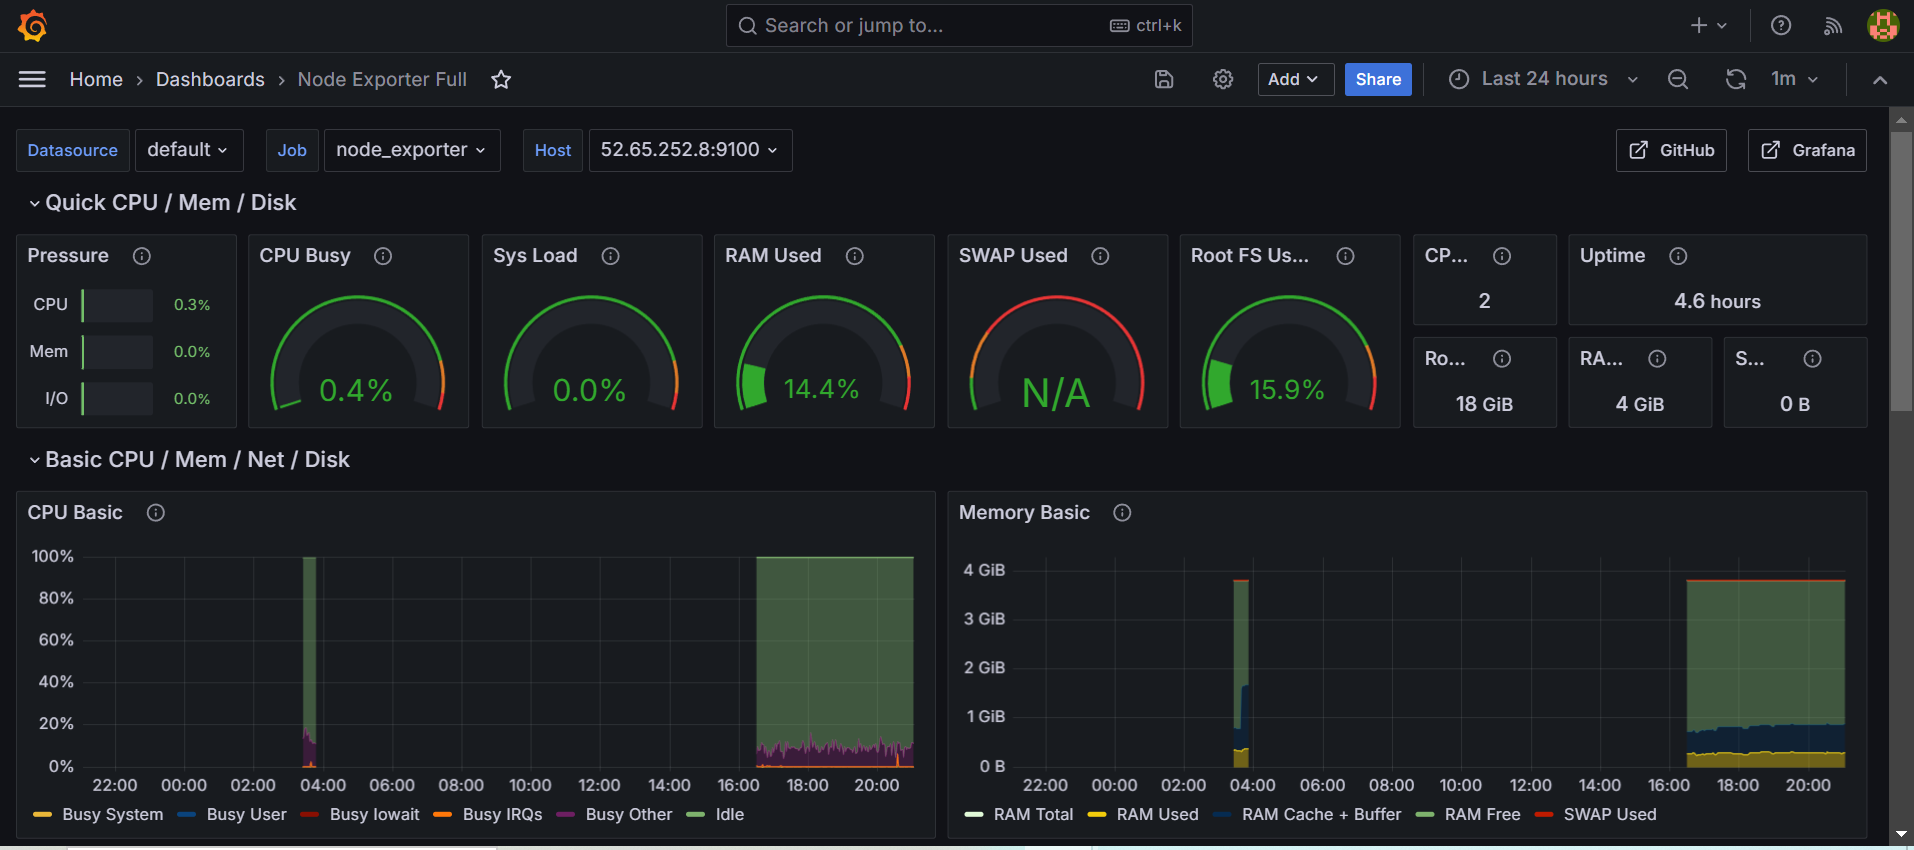 Search or jump to... ctrl+k
Home › Dashboards › Node Exporter Full
Add Share Last 24 hours 1m
Datasource default Job node_exporter Host 52.65.252.8:9100 GitHub Grafana
Quick CPU / Mem / Disk
Pressure
CPU 0.3%
Mem 0.0%
I/O 0.0%
CPU Busy
0.4%
Sys Load
0.0%
RAM Used
14.4%
SWAP Used
N/A
Root FS Us...
15.9%
CP...
2
Uptime
4.6 hours
Ro...
18 GiB
RA...
4 GiB
S...
0 B
Basic CPU / Mem / Net / Disk
CPU Basic
100%
80%
60%
40%
20%
0%
22:00 00:00 02:00 04:00 06:00 08:00 10:00 12:00 14:00 16:00 18:00 20:00
Busy System Busy User Busy Iowait Busy IRQs Busy Other Idle
Memory Basic
4 GiB
3 GiB
2 GiB
1 GiB
0 B
22:00 00:00 02:00 04:00 06:00 08:00 10:00 12:00 14:00 16:00 18:00 20:00
RAM Total RAM Used RAM Cache + Buffer RAM Free SWAP Used